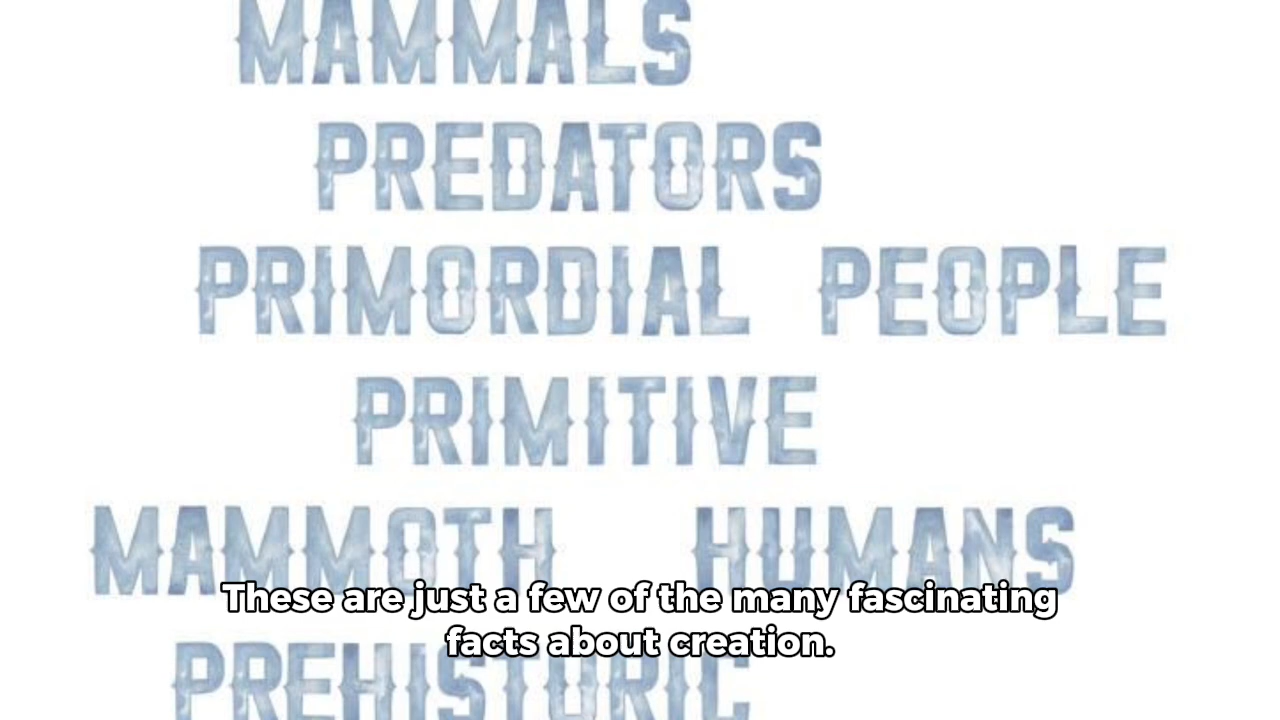 MAMMALS
PREDATORS
PRIMORDIAL PEOPLE
PRIMITIVE
MAMMOTH HUMANS
These are just a few of the many fascinating
facts about creation.
PREHISTORIC